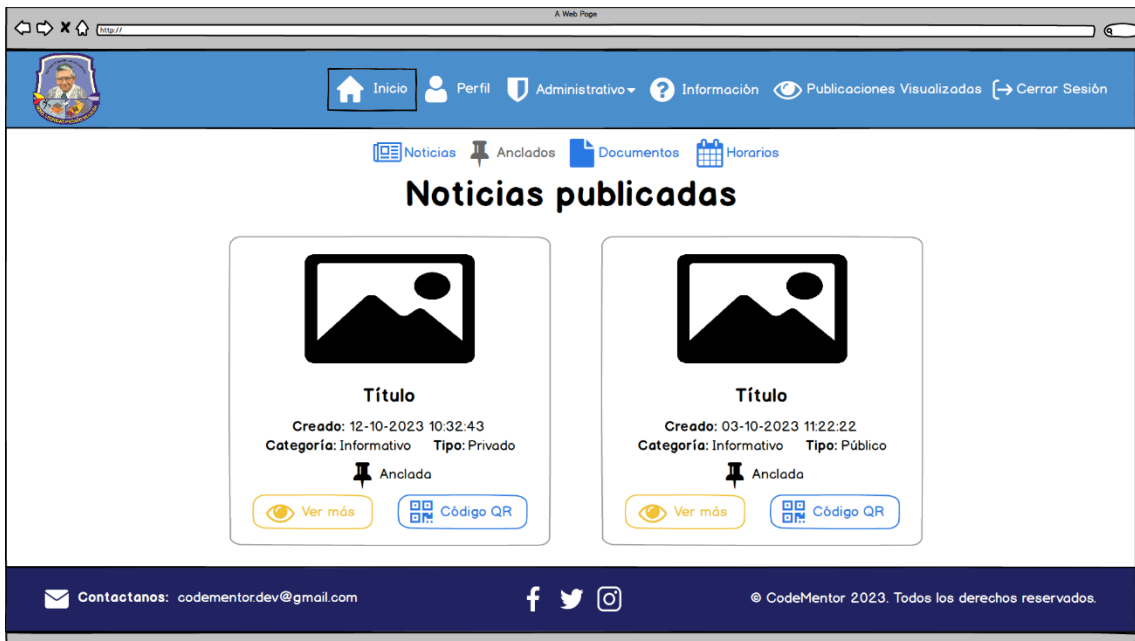 A Web Page
http://
Inicio Perfil Administrativo Información Publicaciones Visualizadas Cerrar Sesión
Noticias Anclados Documentos Horarios
Noticias publicadas
Título
Creado: 12-10-2023 10:32:43
Categoría: Informativo Tipo: Privado
Anclada
Ver más Código QR
Título
Creado: 03-10-2023 11:22:22
Categoría: Informativo Tipo: Público
Anclada
Ver más Código QR
Contactanos: codementor.dev@gmail.com
© CodeMentor 2023. Todos los derechos reservados.